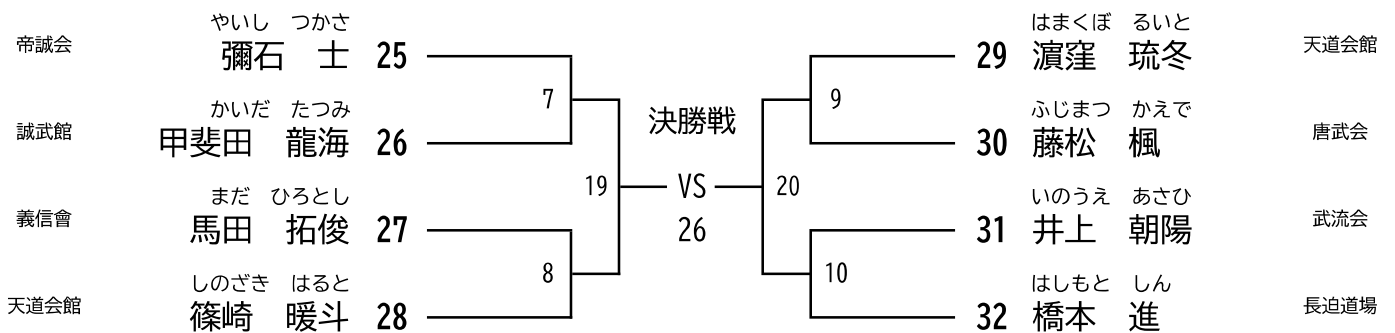 やいし つかさ
帝誠会 彌石 士 25
かいだ たつみ
誠武館 甲斐田 龍海 26
まだ ひろとし
義信會 馬田 拓俊 27
しのざき はると
天道会館 篠崎 暖斗 28
7
8
19
決勝戦
VS
26
20
9
10
はまくぼ るいと
29 濵窪 琉冬 天道会館
ふじまつ かえで
30 藤松 楓 唐武会
いのうえ あさひ
31 井上 朝陽 武流会
はしもと しん
32 橋本 進 長迫道場